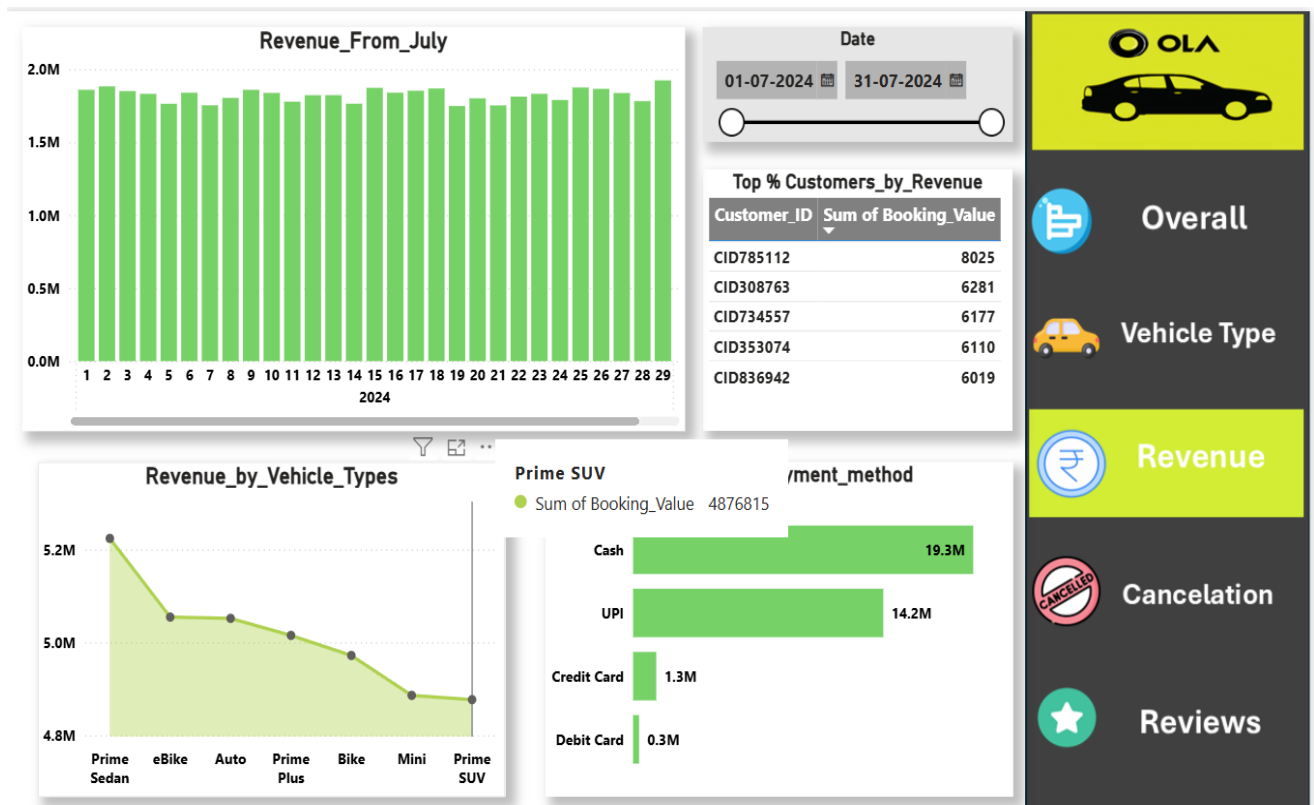 Revenue_From_July
2.0M
1.5M
1.0M
0.5M
0.0M
1 2 3 4 5 6 7 8 9 10 11 12 13 14 15 16 17 18 19 20 21 22 23 24 25 26 27 28 29
2024
Date
01-07-2024 31-07-2024
Top % Customers_by_Revenue
Customer_ID Sum of Booking_Value
CID785112 8025
CID308763 6281
CID734557 6177
CID353074 6110
CID836942 6019
Revenue_by_Vehicle_Types
5.2M
5.0M
4.8M
Prime Sedan eBike Auto Prime Plus Bike Mini Prime SUV
Prime SUV
Sum of Booking_Value 4876815
yment_method
Cash 19.3M
UPI 14.2M
Credit Card 1.3M
Debit Card 0.3M
OLA
Overall
Vehicle Type
Revenue
CANCELLED
Cancelation
Reviews